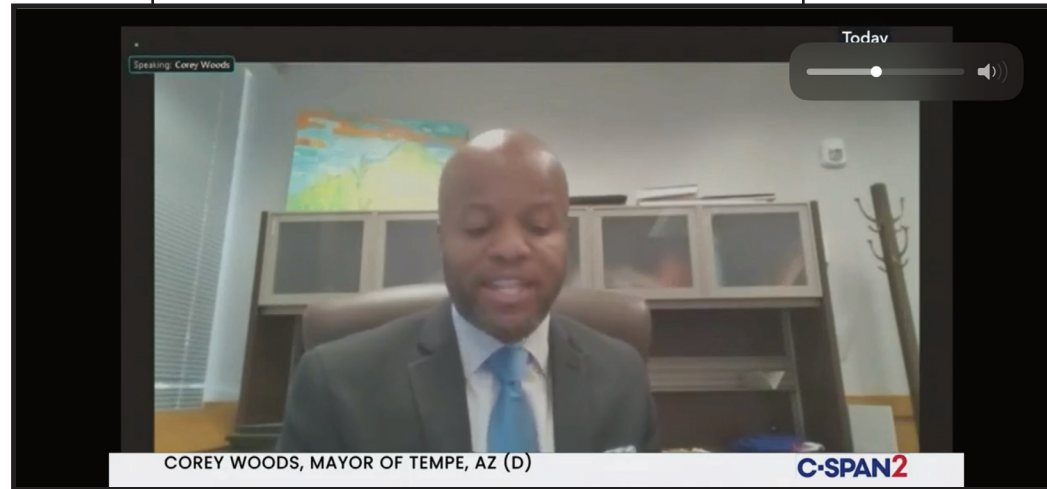 Today
Speaking: Corey Woods
COREY WOODS, MAYOR OF TEMPE, AZ (D)
C-SPAN2